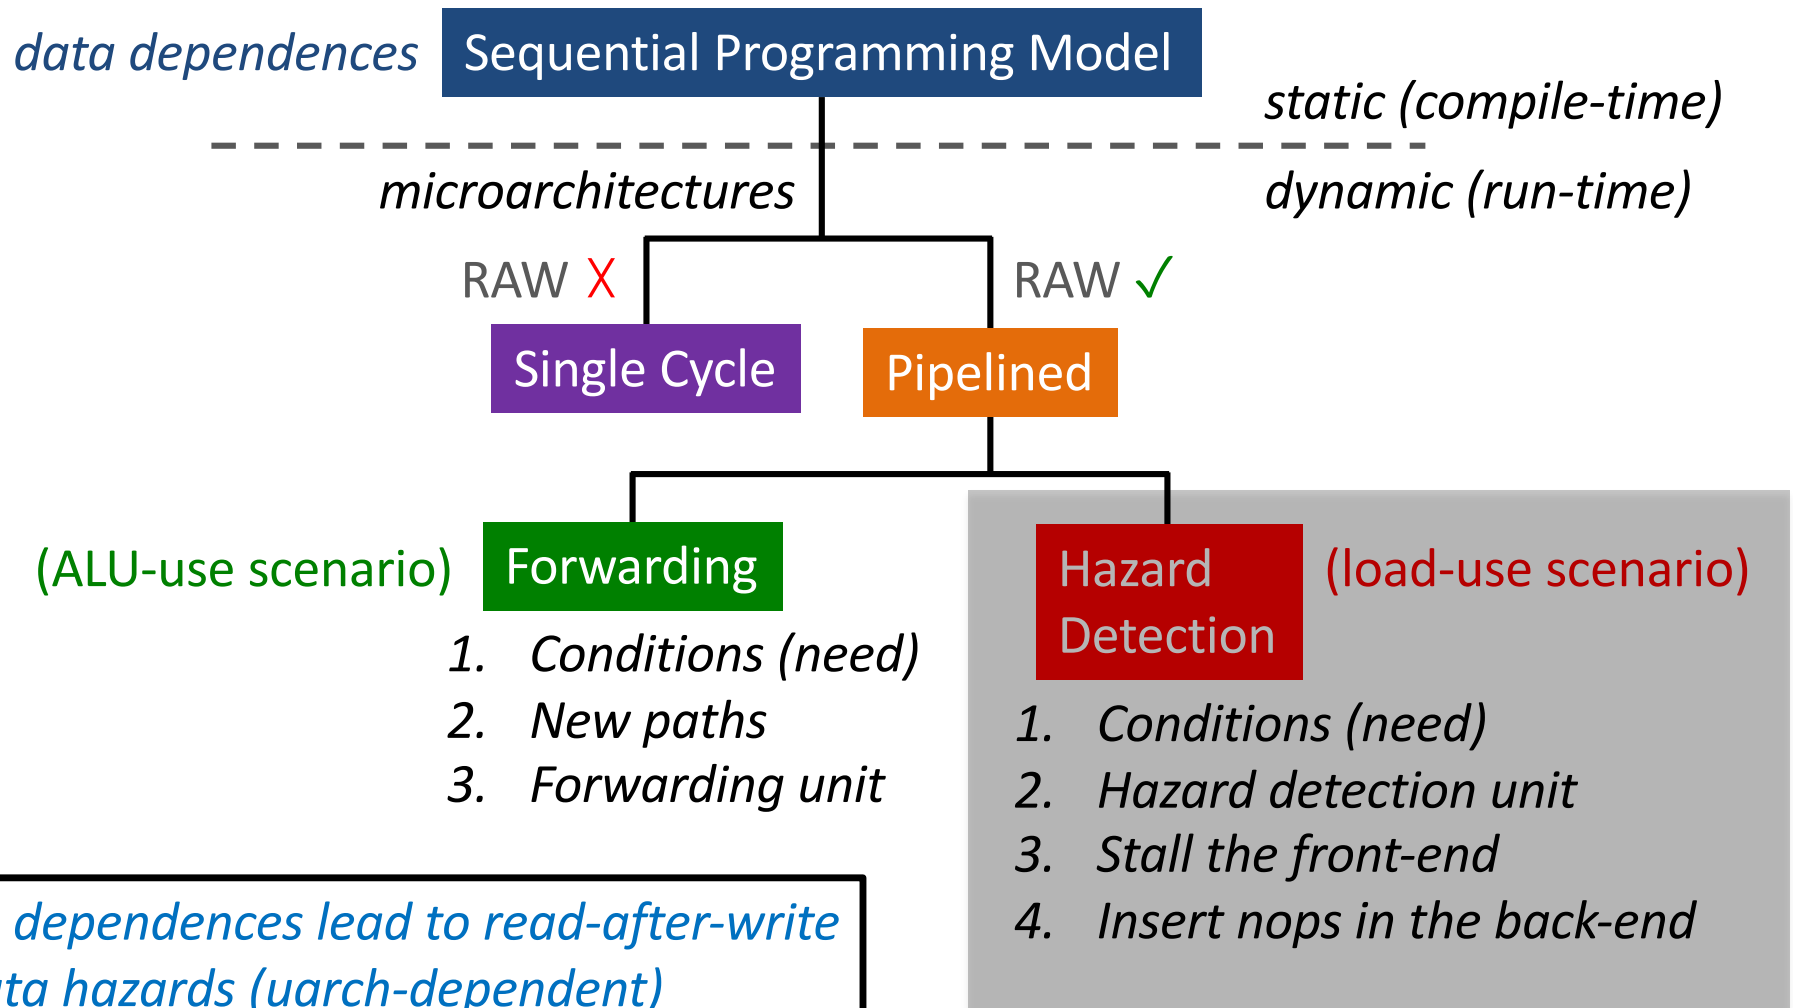 data dependences
Sequential Programming Model
static (compile-time)
microarchitectures
dynamic (run-time)
RAW X
RAW ✓
Single Cycle
Pipelined
(ALU-use scenario)
Forwarding
1. Conditions (need)
2. New paths
3. Forwarding unit
Hazard
Detection
(load-use scenario)
1. Conditions (need)
2. Hazard detection unit
3. Stall the front-end
4. Insert nops in the back-end
dependences lead to read-after-write
hazards (uarch-dependent)